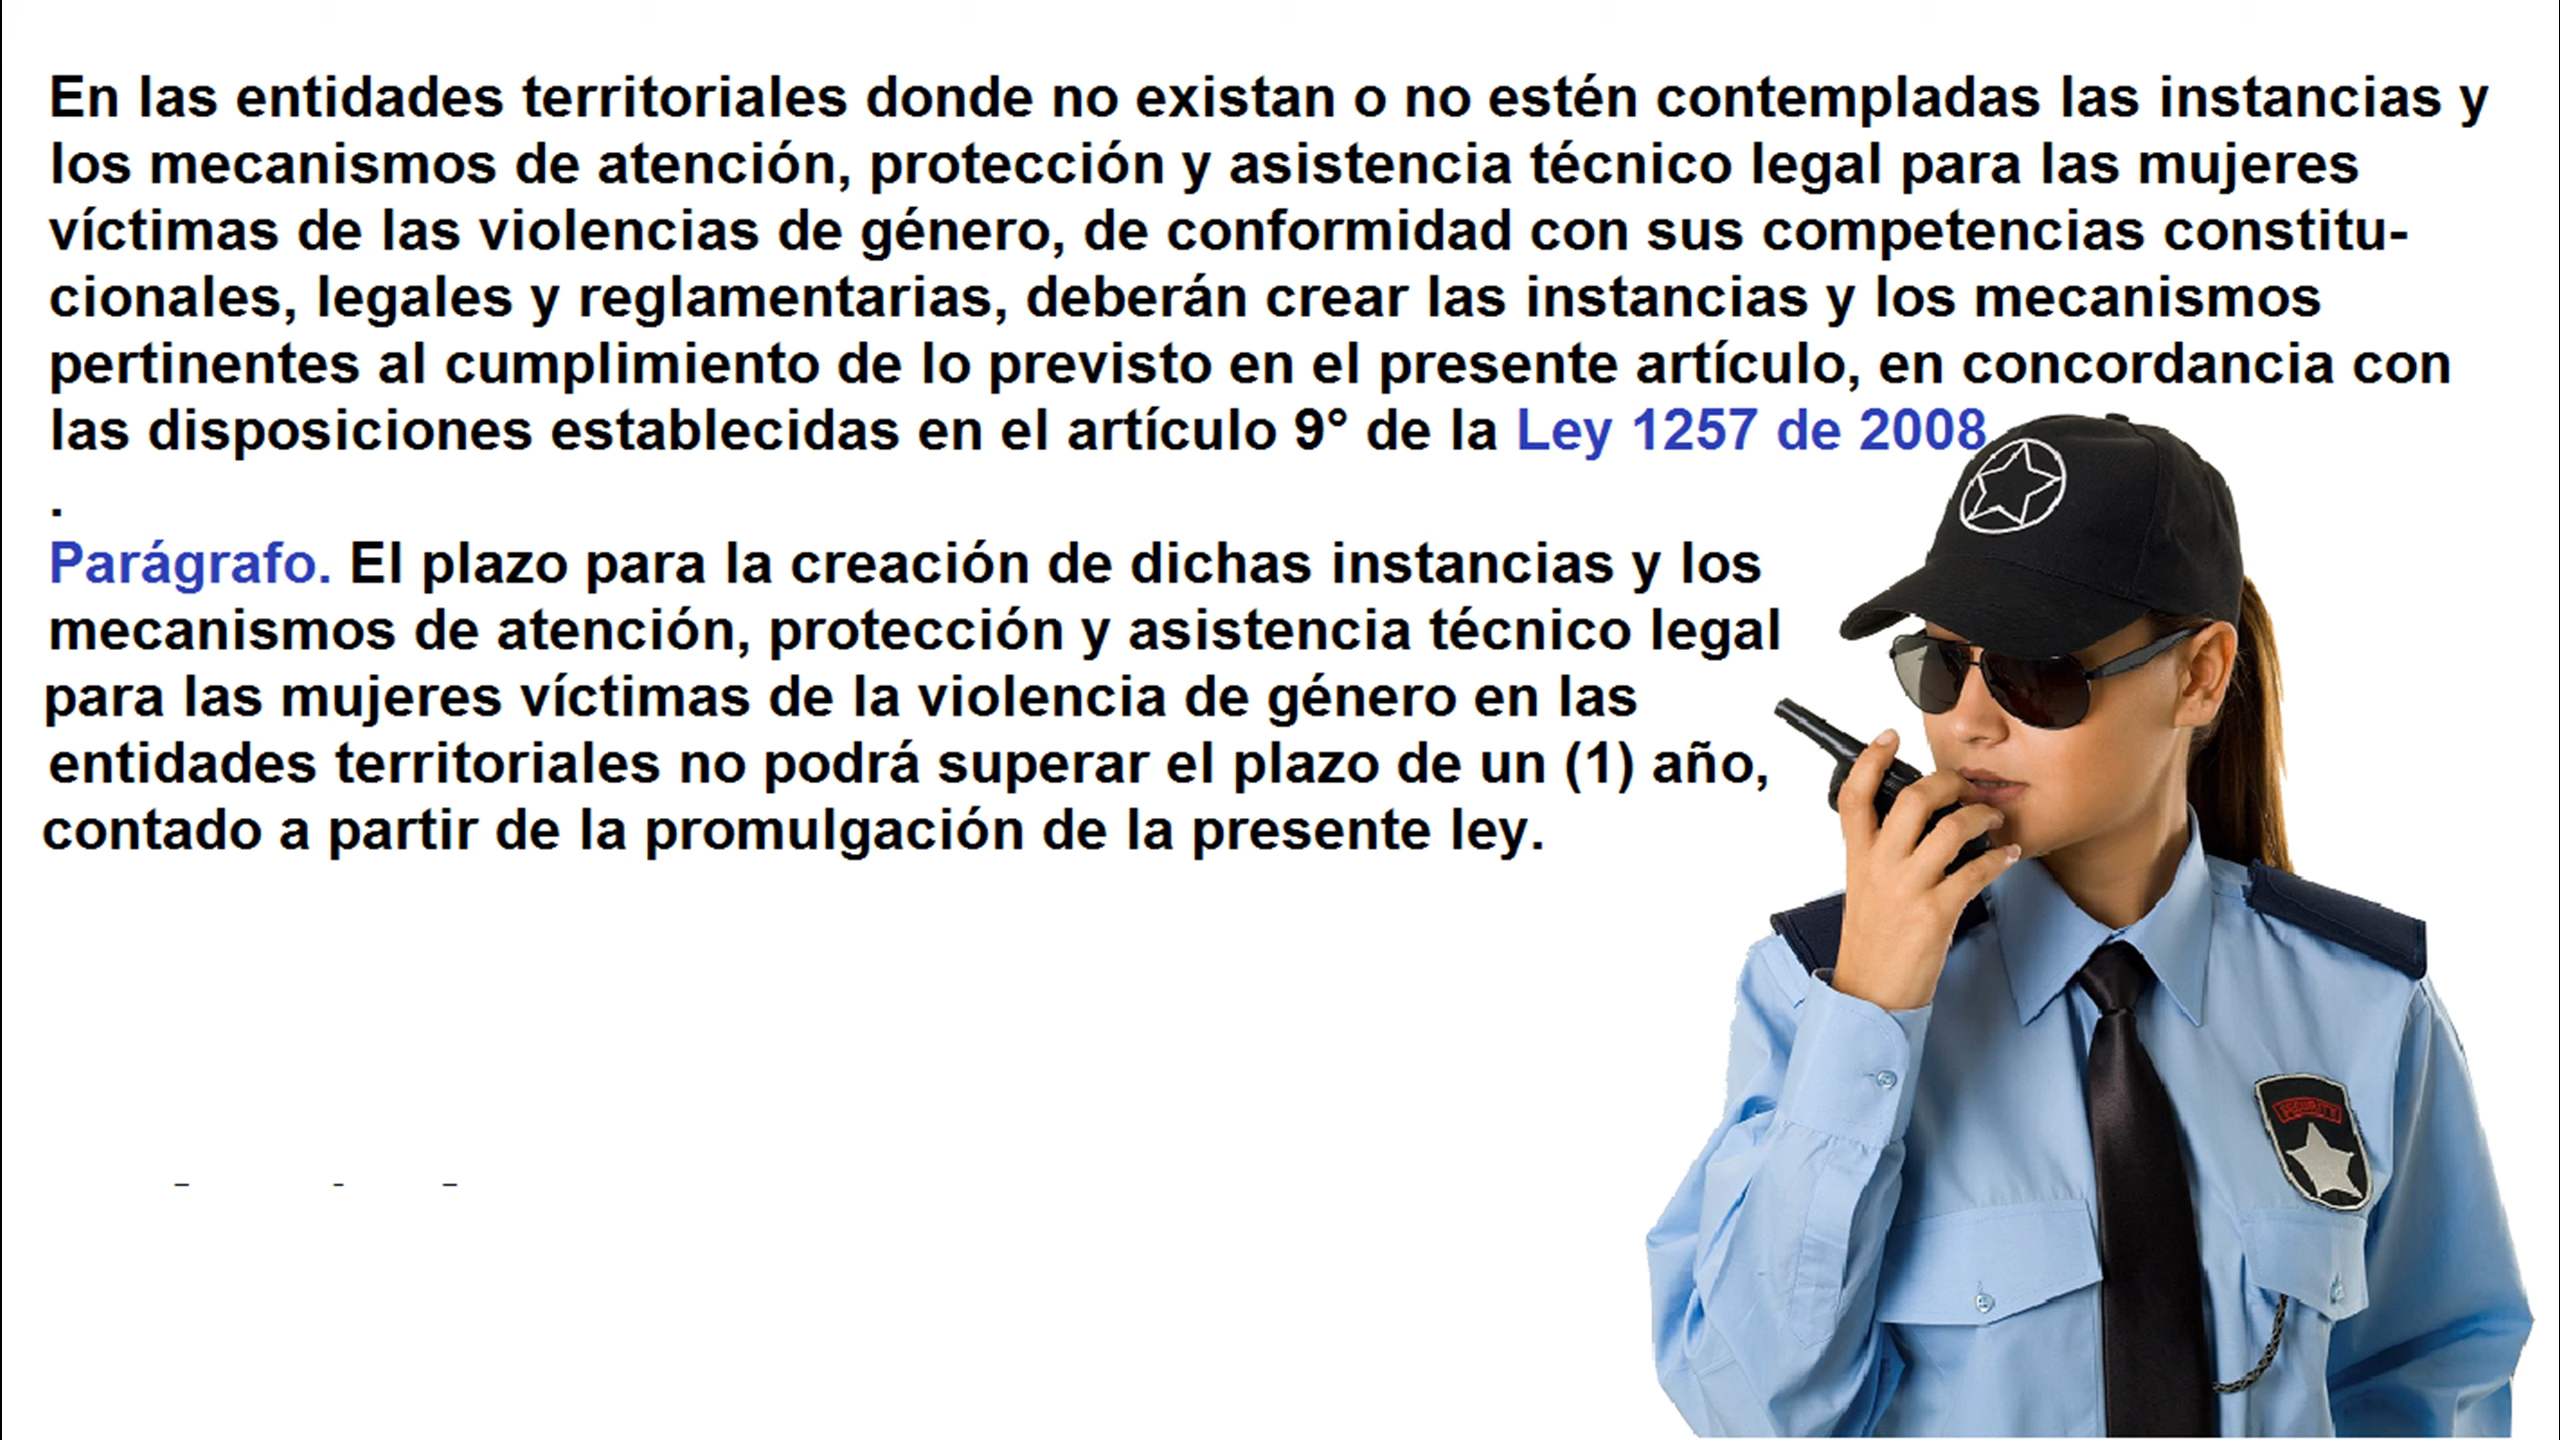 En las entidades territoriales donde no existan o no estén contempladas las instancias y
los mecanismos de atención, protección y asistencia técnico legal para las mujeres
víctimas de las violencias de género, de conformidad con sus competencias constitu-
cionales, legales y reglamentarias, deberán crear las instancias y los mecanismos
pertinentes al cumplimiento de lo previsto en el presente artículo, en concordancia con
las disposiciones establecidas en el artículo 9° de la Ley 1257 de 2008
.
Parágrafo. El plazo para la creación de dichas instancias y los
mecanismos de atención, protección y asistencia técnico legal
para las mujeres víctimas de la violencia de género en las
entidades territoriales no podrá superar el plazo de un (1) año,
contado a partir de la promulgación de la presente ley.
SECURITY